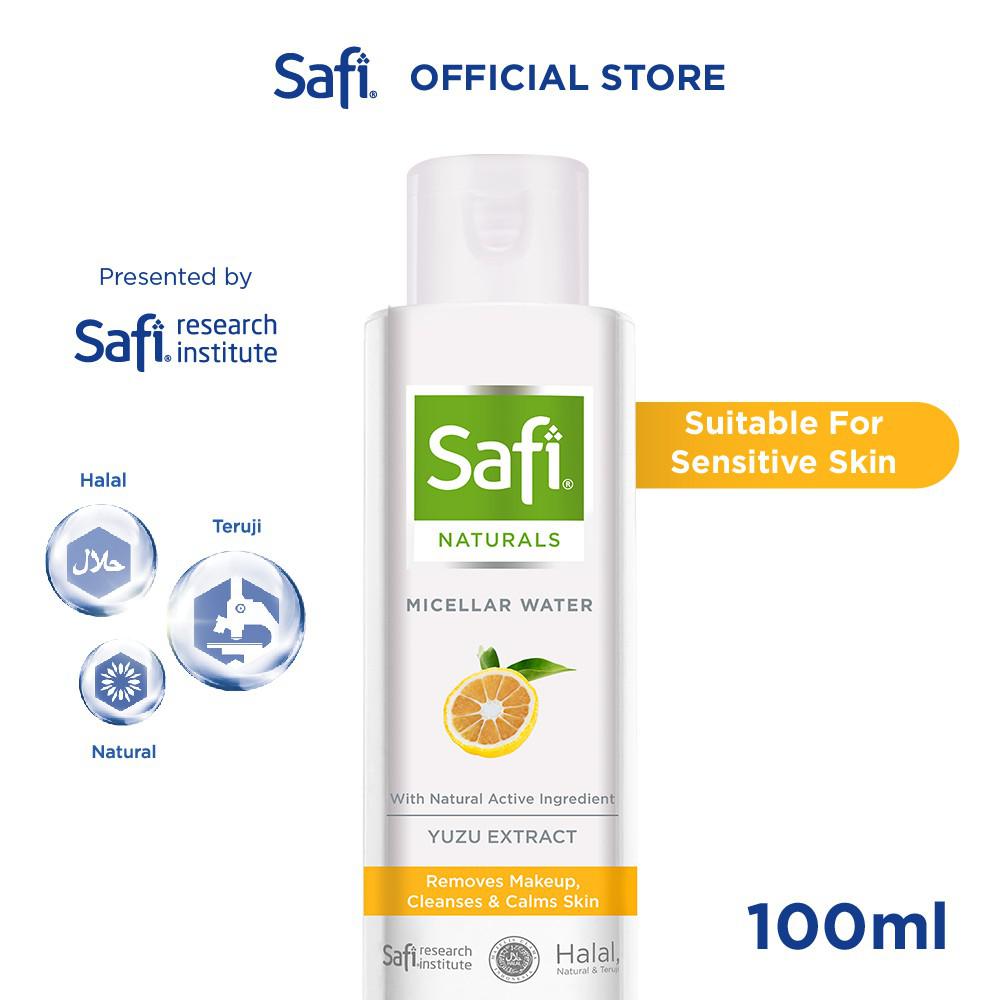 Safi® OFFICIAL STORE
Presented by
Safi® research
institute
Suitable For
Sensitive Skin
Halal
حلال
Teruji
Natural
Safi®
NATURALS
MICELLAR WATER
With Natural Active Ingredient
YUZU EXTRACT
Removes Makeup,
Cleanses & Calms Skin
Safi® research
institute
Halal,
Natural & Teruji
100ml